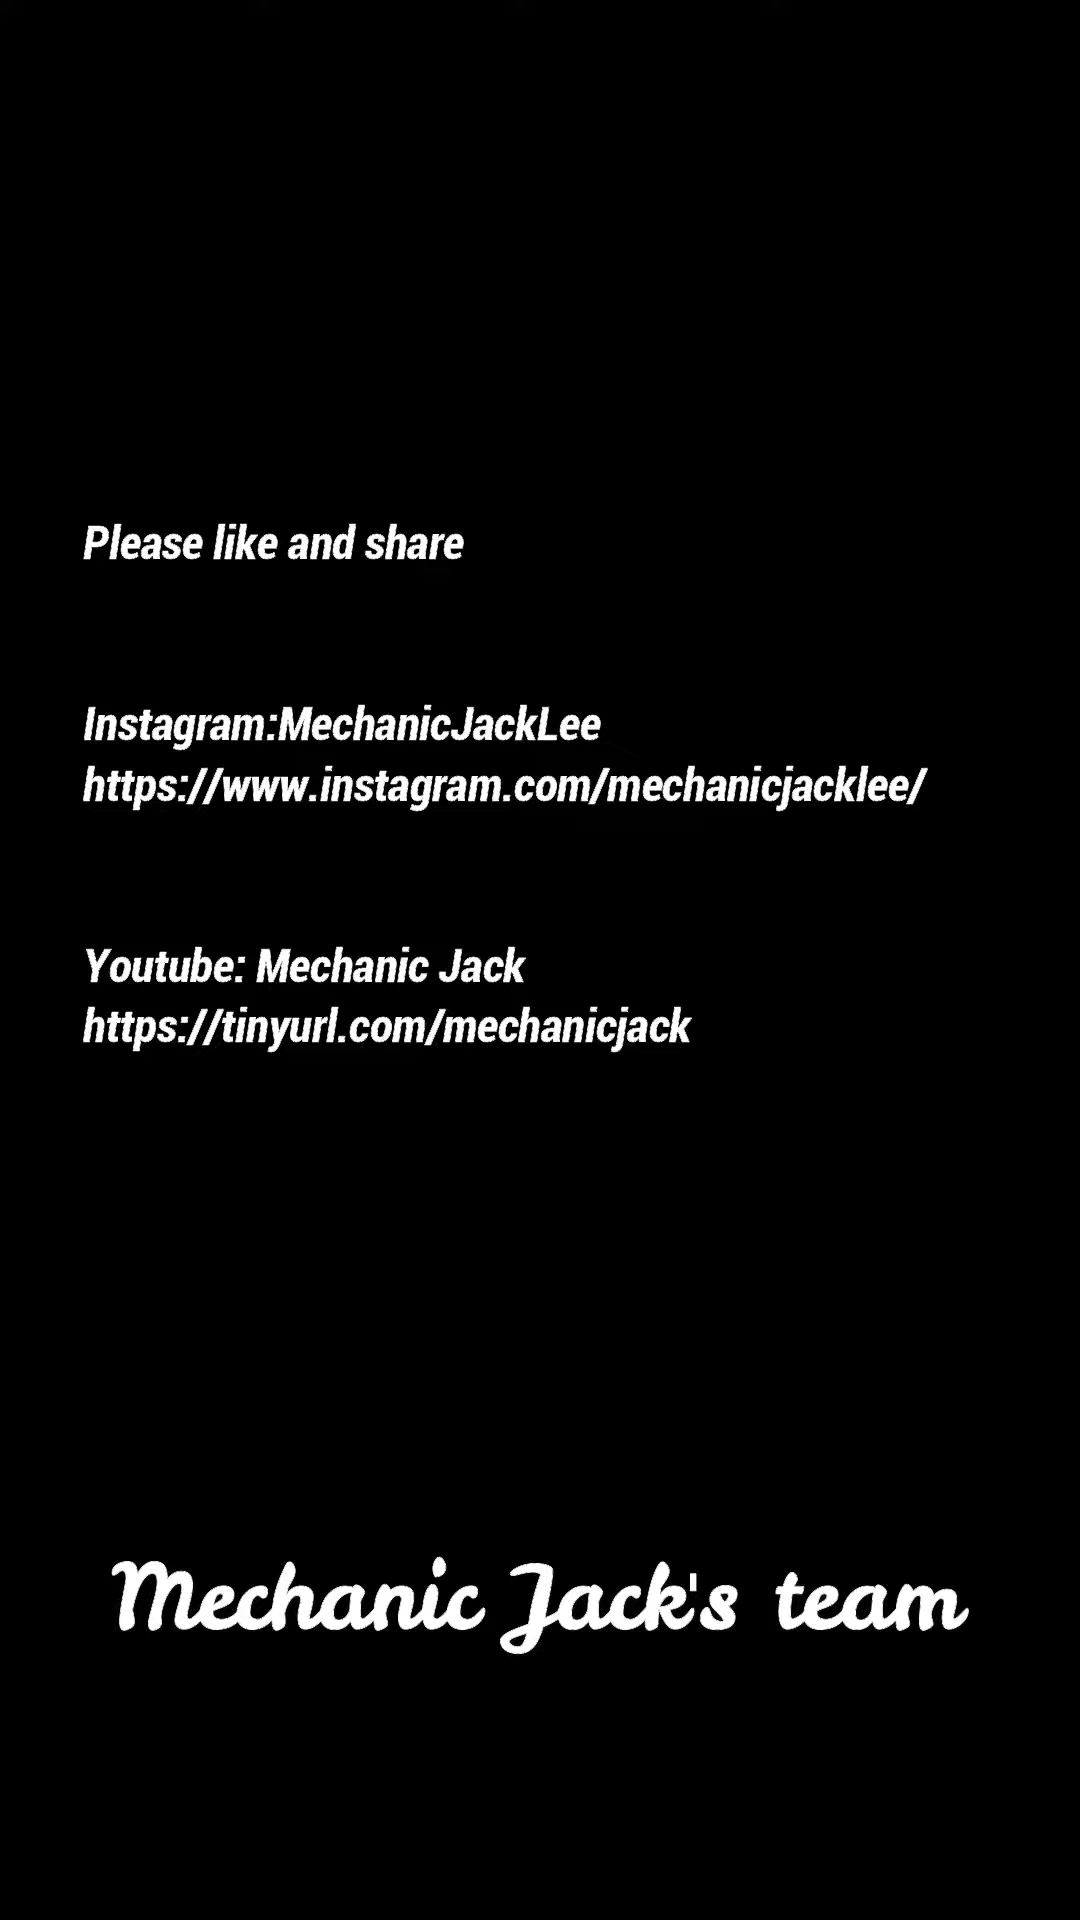 Please like and share
Instagram:MechanicJackLee
https://www.instagram.com/mechanicjacklee/
Youtube: Mechanic Jack
https://tinyurl.com/mechanicjack
Mechanic Jack's team